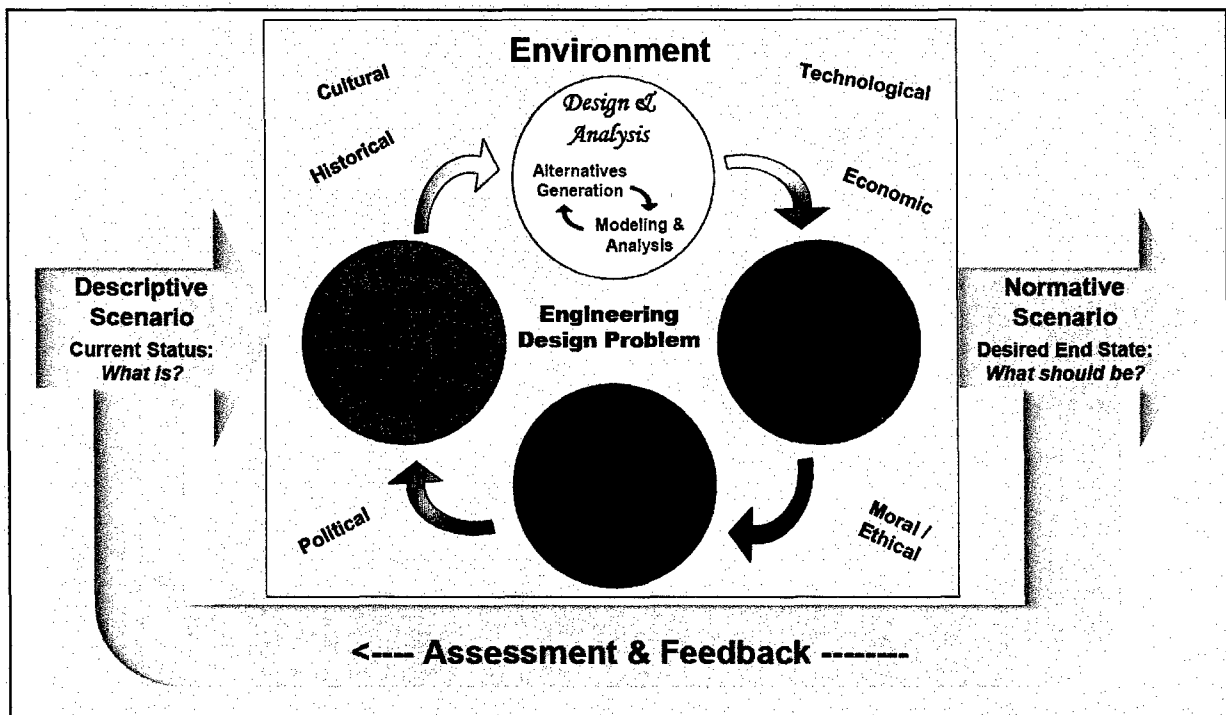 Environment
Cultural
Technological
Design &
Analysis
Historical
Alternatives
Generation
Economic
Modeling &
Analysis
Descriptive
Scenario
Current Status:
What is?
Engineering
Design Problem
Normative
Scenario
Desired End State:
What should be?
Political
Moral /
Ethical
<---- Assessment & Feedback --------